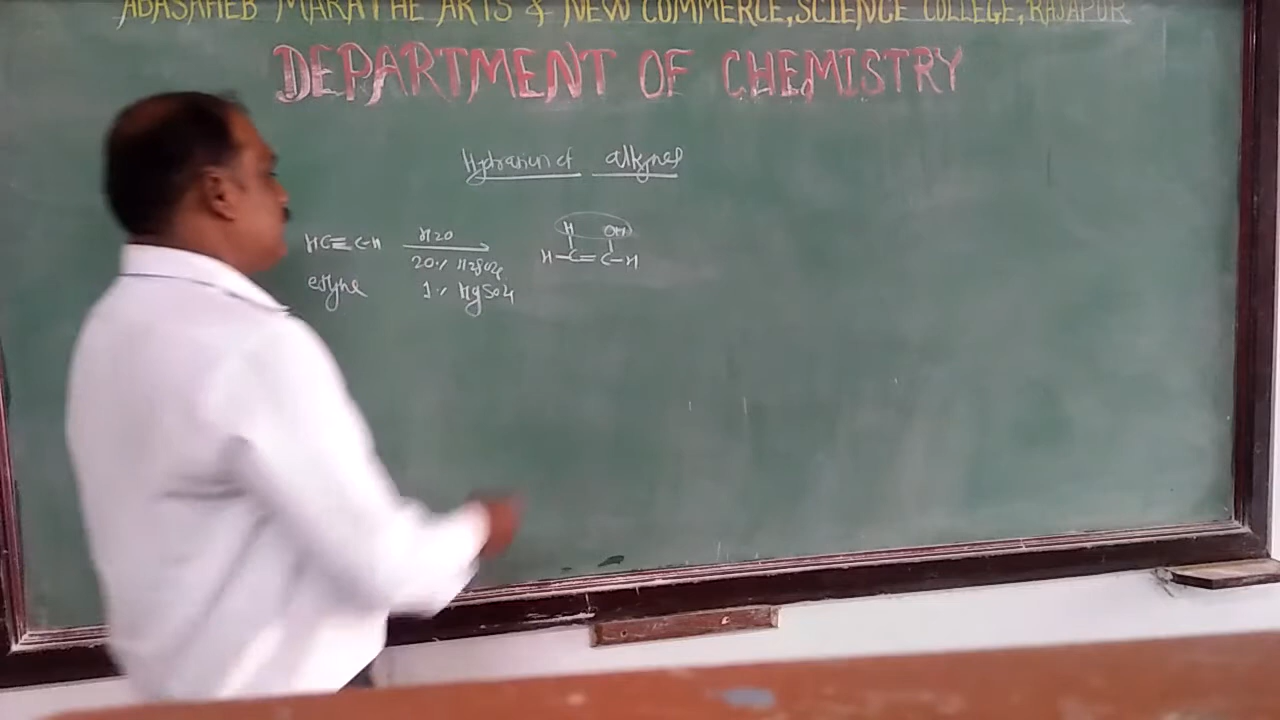 ABASAHEB MARATHE ARTS & NEW COMMERCE, SCIENCE COLLEGE, RAJAPUR
DEPARTMENT OF CHEMISTRY
Hydration of alkynes
H OH
HC≡C-H H2O H-C=C-H
20% H2SO4
ethyne 1% HgSO4